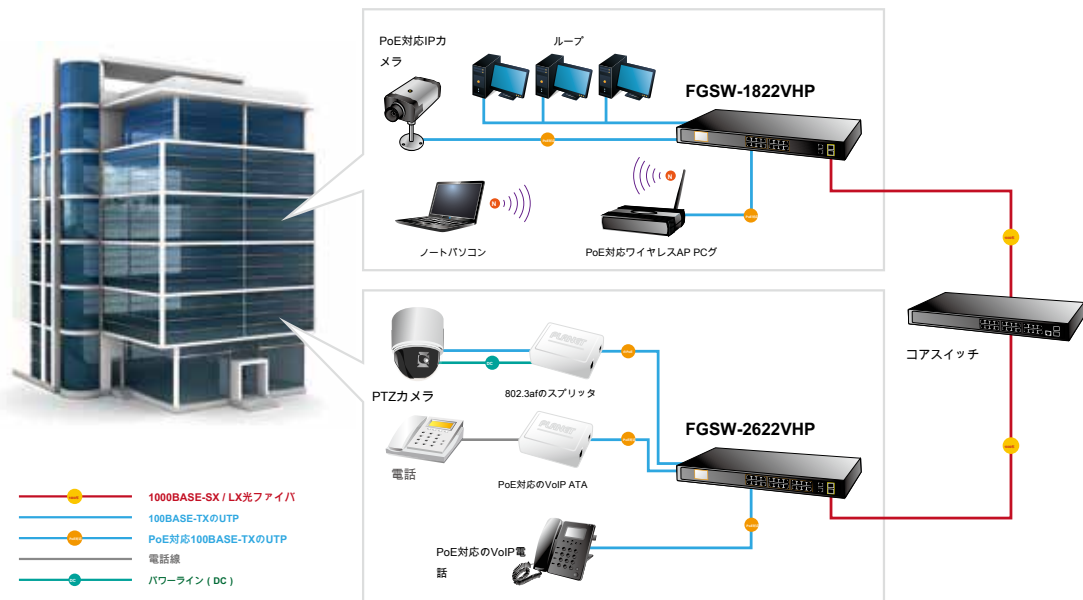 PoE対応IPカ
メラ
ループ
FGSW-1822VHP
N
N
ノートパソコン
PoE対応ワイヤレスAP PCグ
コアスイッチ
PLANET
DC
PTZカメラ
802.3afのスプリッタ
PLANET
FGSW-2622VHP
電話
PoE対応のVoIP ATA
PoE対応のVoIP電
話
1000BASE-SX / LX光ファイバ
100BASE-TXのUTP
PoE対応100BASE-TXのUTP
電話線
DC
パワーライン ( DC )